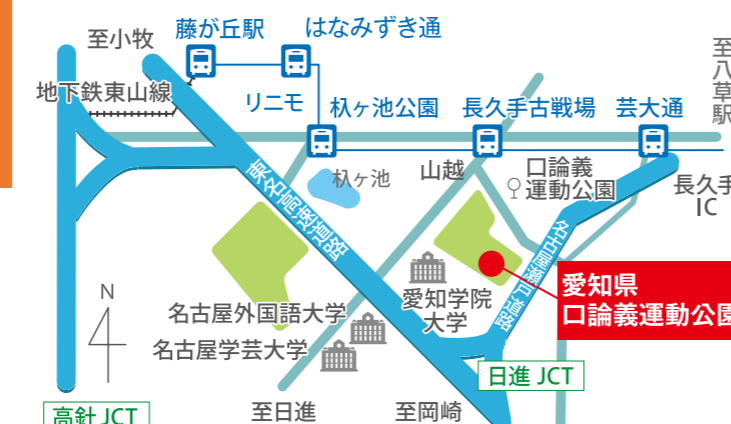 至小牧
藤が丘駅
はなみずき通
地下鉄東山線
リニモ
杁ヶ池公園
長久手古戦場
芸大通
至八草駅
杁ヶ池
山越
口論義
運動公園
長久手
IC
東名高速道路
名古屋瀬戸道路
愛知県
口論義運動公園
愛知学院
大学
名古屋外国語大学
名古屋学芸大学
N
日進 JCT
高針 JCT
至日進
至岡崎